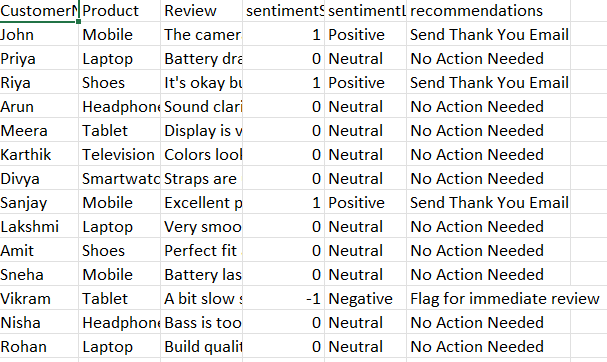 CustomerN Product Review sentimentS sentimentL recommendations
John Mobile The camer 1 Positive Send Thank You Email
Priya Laptop Battery dra 0 Neutral No Action Needed
Riya Shoes It's okay bu 1 Positive Send Thank You Email
Arun Headphone Sound clari 0 Neutral No Action Needed
Meera Tablet Display is v 0 Neutral No Action Needed
Karthik Television Colors look 0 Neutral No Action Needed
Divya Smartwatc Straps are 0 Neutral No Action Needed
Sanjay Mobile Excellent p 1 Positive Send Thank You Email
Lakshmi Laptop Very smoo 0 Neutral No Action Needed
Amit Shoes Perfect fit 0 Neutral No Action Needed
Sneha Mobile Battery las 0 Neutral No Action Needed
Vikram Tablet A bit slow s -1 Negative Flag for immediate review
Nisha Headphone Bass is too 0 Neutral No Action Needed
Rohan Laptop Build qualit 0 Neutral No Action Needed